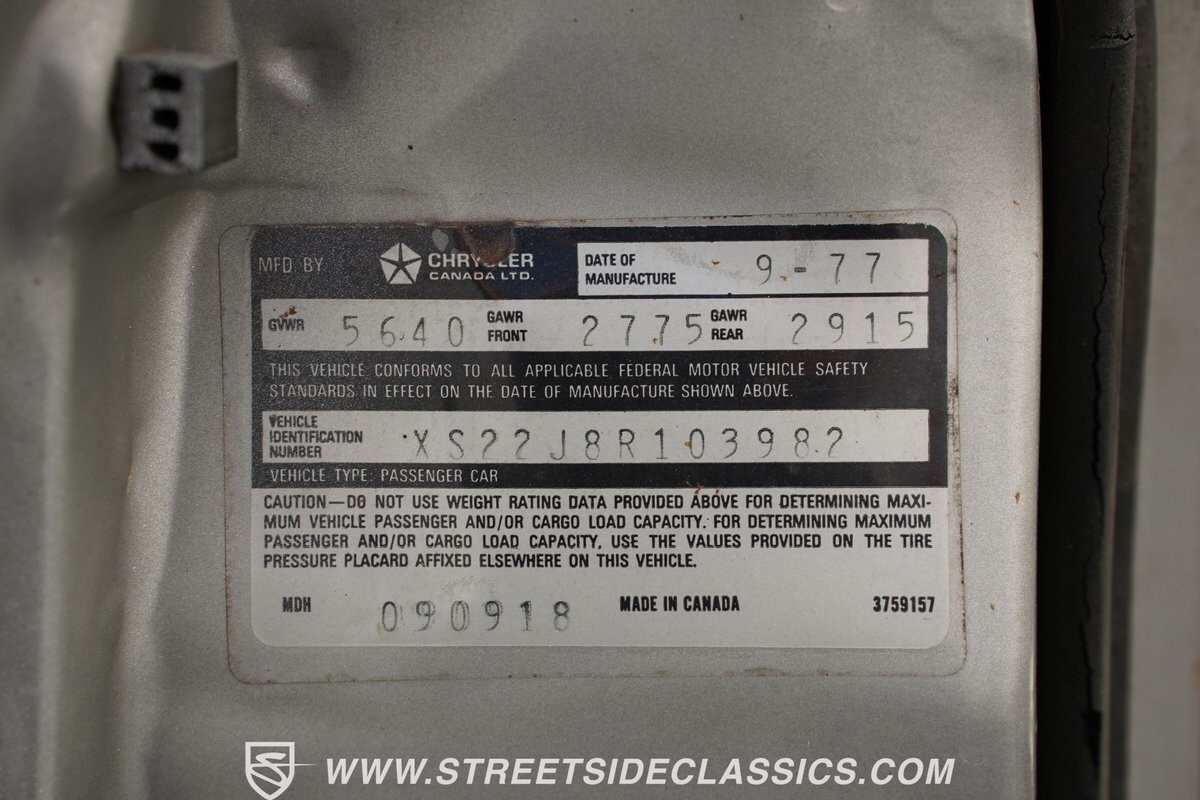 MFD BY CHRYSLER CANADA LTD. DATE OF MANUFACTURE 9-77
GVWR 5640 GAWR FRONT 2775 GAWR REAR 2915
THIS VEHICLE CONFORMS TO ALL APPLICABLE FEDERAL MOTOR VEHICLE SAFETY
STANDARDS IN EFFECT ON THE DATE OF MANUFACTURE SHOWN ABOVE.
VEHICLE IDENTIFICATION NUMBER XS22J8R103982
VEHICLE TYPE: PASSENGER CAR
CAUTION—DO NOT USE WEIGHT RATING DATA PROVIDED ABOVE FOR DETERMINING MAXI-
MUM VEHICLE PASSENGER AND/OR CARGO LOAD CAPACITY. FOR DETERMINING MAXIMUM
PASSENGER AND/OR CARGO LOAD CAPACITY, USE THE VALUES PROVIDED ON THE TIRE
PRESSURE PLACARD AFFIXED ELSEWHERE ON THIS VEHICLE.
MDH 090918 MADE IN CANADA 3759157
WWW.STREETSIDECLASSICS.COM